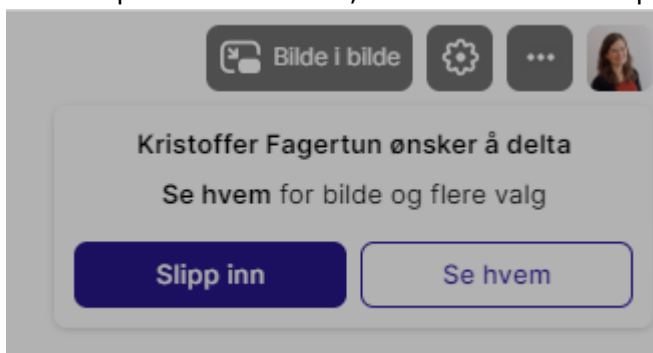 Bilde i bilde
Kristoffer Fagertun ønsker å delta
Se hvem for bilde og flere valg
Slipp inn
Se hvem